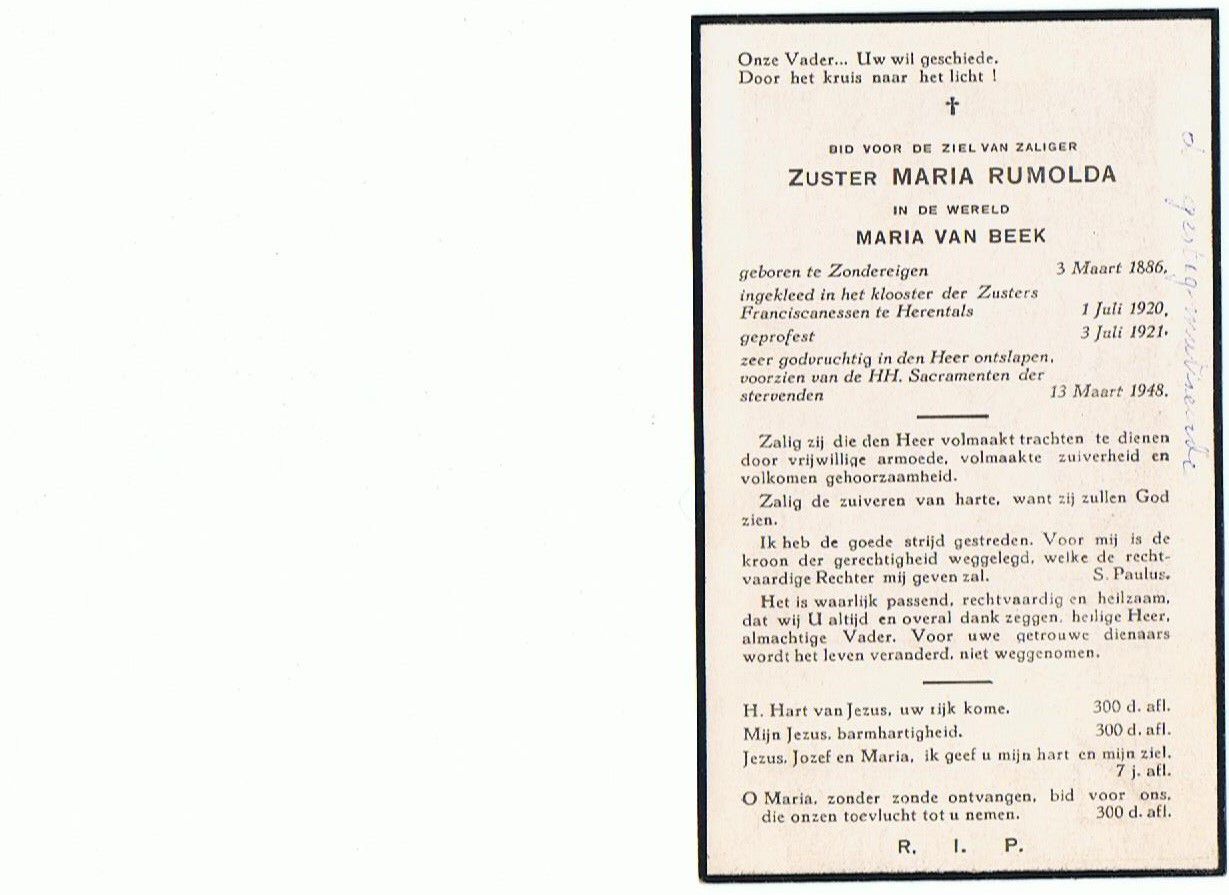 Onze Vader... Uw wil geschiede.
Door het kruis naar het licht !
†
BID VOOR DE ZIEL VAN ZALIGER
ZUSTER MARIA RUMOLDA
IN DE WERELD
MARIA VAN BEEK
geboren te Zondereigen 3 Maart 1886,
ingekleed in het klooster der Zusters
Franciscanessen te Herentals 1 Juli 1920,
geprofest 3 Juli 1921.
zeer godvruchtig in den Heer ontslapen,
voorzien van de HH. Sacramenten der
stervenden 13 Maart 1948.
Zalig zij die den Heer volmaakt trachten te dienen
door vrijwillige armoede, volmaakte zuiverheid en
volkomen gehoorzaamheid.
Zalig de zuiveren van harte, want zij zullen God
zien.
Ik heb de goede strijd gestreden. Voor mij is de
kroon der gerechtigheid weggelegd, welke de recht-
vaardige Rechter mij geven zal. S. Paulus.
Het is waarlijk passend, rechtvaardig en heilzaam,
dat wij U altijd en overal dank zeggen, heilige Heer,
almachtige Vader. Voor uwe getrouwe dienaars
wordt het leven veranderd, niet weggenomen.
H. Hart van Jezus, uw rijk kome. 300 d. afl.
Mijn Jezus, barmhartigheid. 300 d. afl.
Jezus, Jozef en Maria, ik geef u mijn hart en mijn ziel.
7 j. afl.
O Maria, zonder zonde ontvangen, bid voor ons,
die onzen toevlucht tot u nemen. 300 d. afl.
R. I. P.